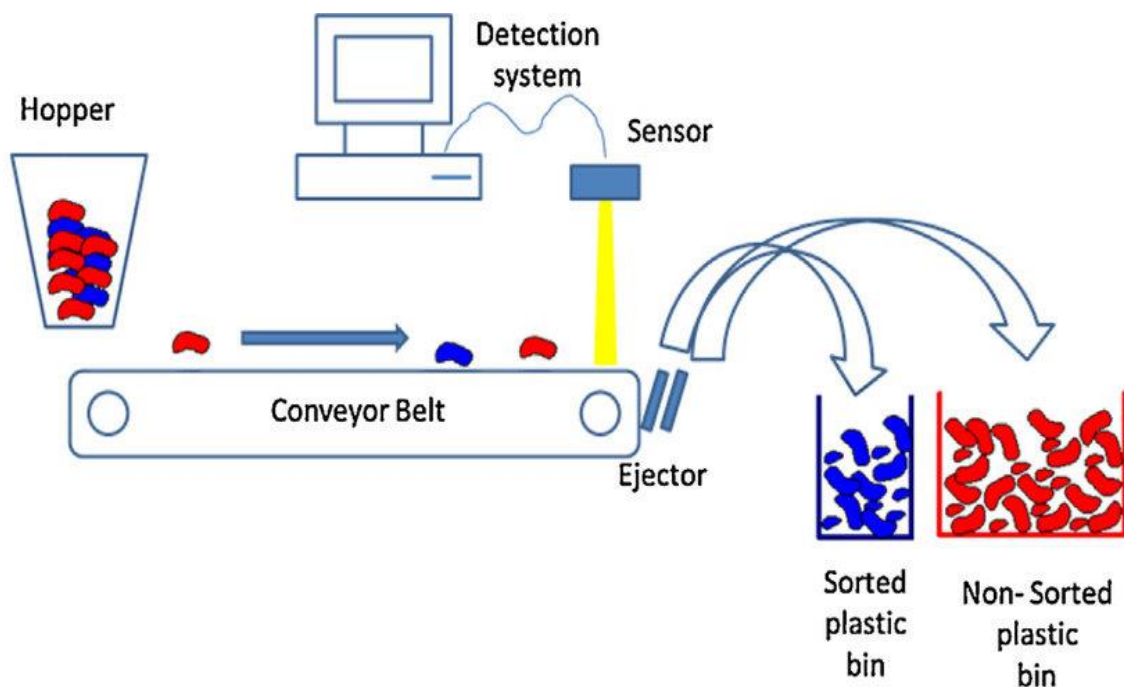 Detection
system
Hopper
Sensor
Conveyor Belt
Ejector
Sorted
plastic
bin
Non- Sorted
plastic
bin